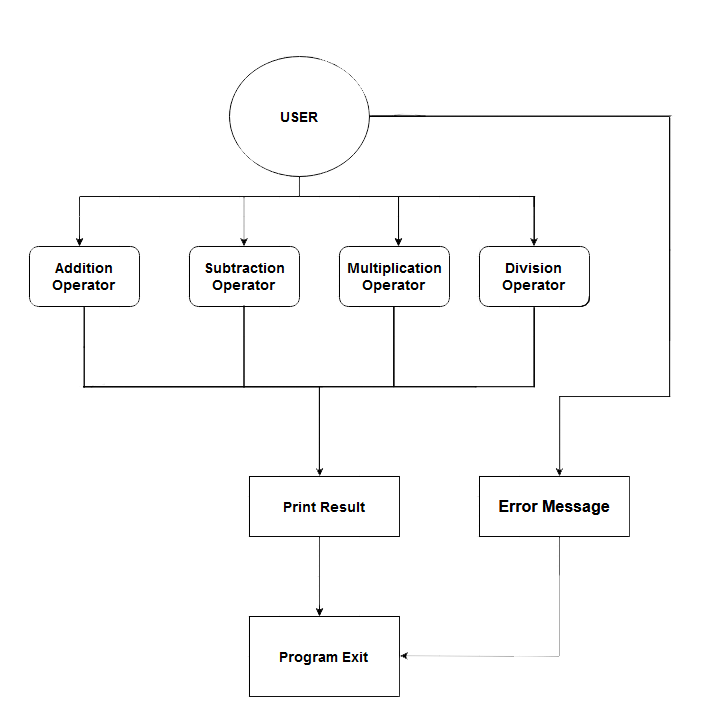 USER
Addition
Operator
Subtraction
Operator
Multiplication
Operator
Division
Operator
Print Result
Error Message
Program Exit